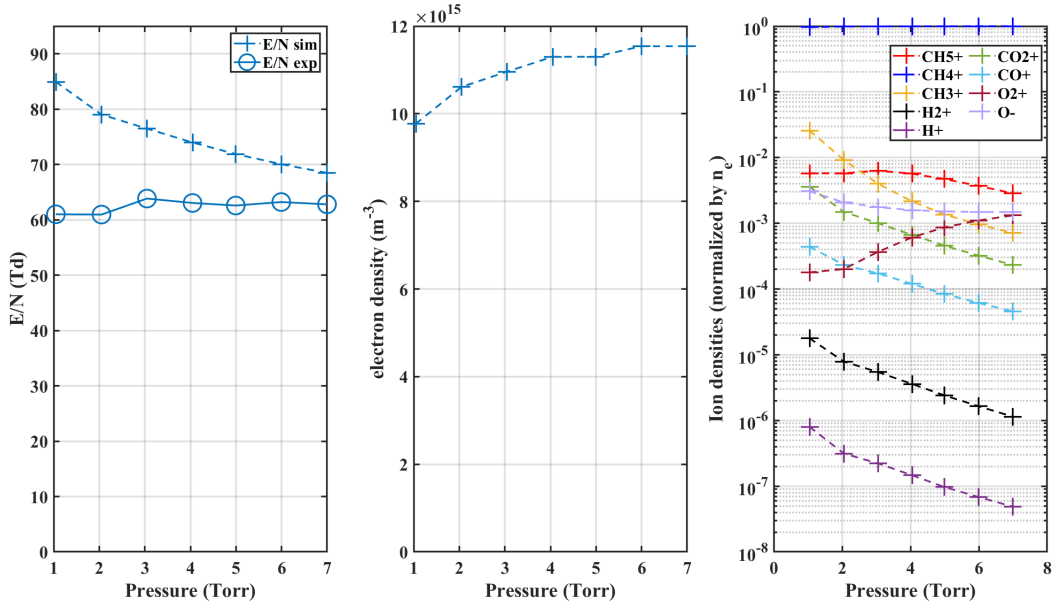 E/N sim
E/N exp
90
80
70
60
50
40
30
20
10
0
1 2 3 4 5 6 7
Pressure (Torr)
E/N (Td)
×10^15
12
10
8
6
4
2
0
1 2 3 4 5 6 7
Pressure (Torr)
electron density (m^-3)
CH5+
CH4+
CH3+
H2+
H+
CO2+
CO+
O2+
O-
10^0
10^-1
10^-2
10^-3
10^-4
10^-5
10^-6
10^-7
10^-8
0 2 4 6 8
Pressure (Torr)
Ion densities (normalized by n_e)